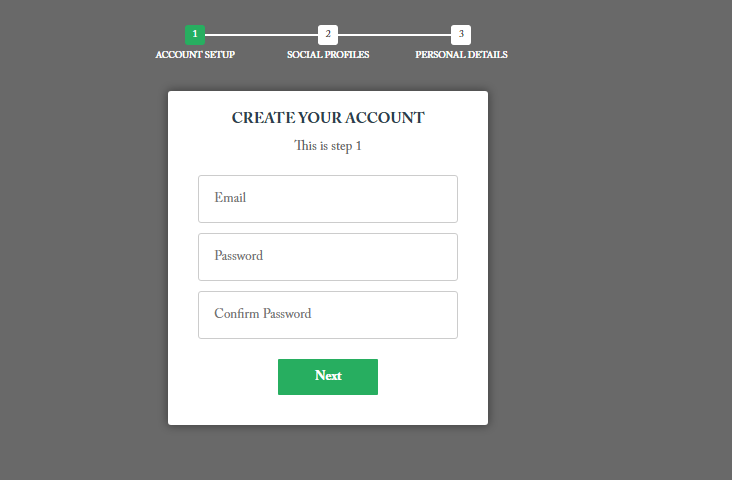 1 2 3
ACCOUNT SETUP SOCIAL PROFILES PERSONAL DETAILS
CREATE YOUR ACCOUNT
This is step 1
Email
Password
Confirm Password
Next